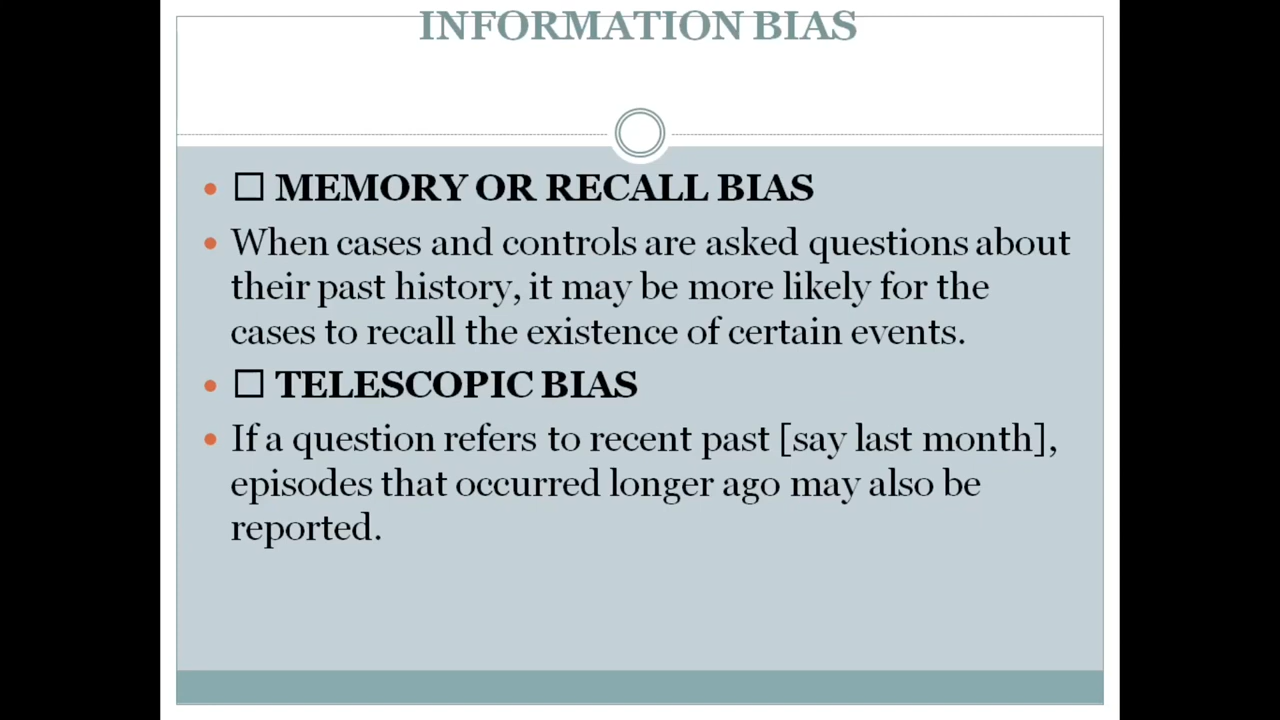 INFORMATION BIAS
• ☐ MEMORY OR RECALL BIAS
• When cases and controls are asked questions about
their past history, it may be more likely for the
cases to recall the existence of certain events.
• ☐ TELESCOPIC BIAS
• If a question refers to recent past [say last month],
episodes that occurred longer ago may also be
reported.